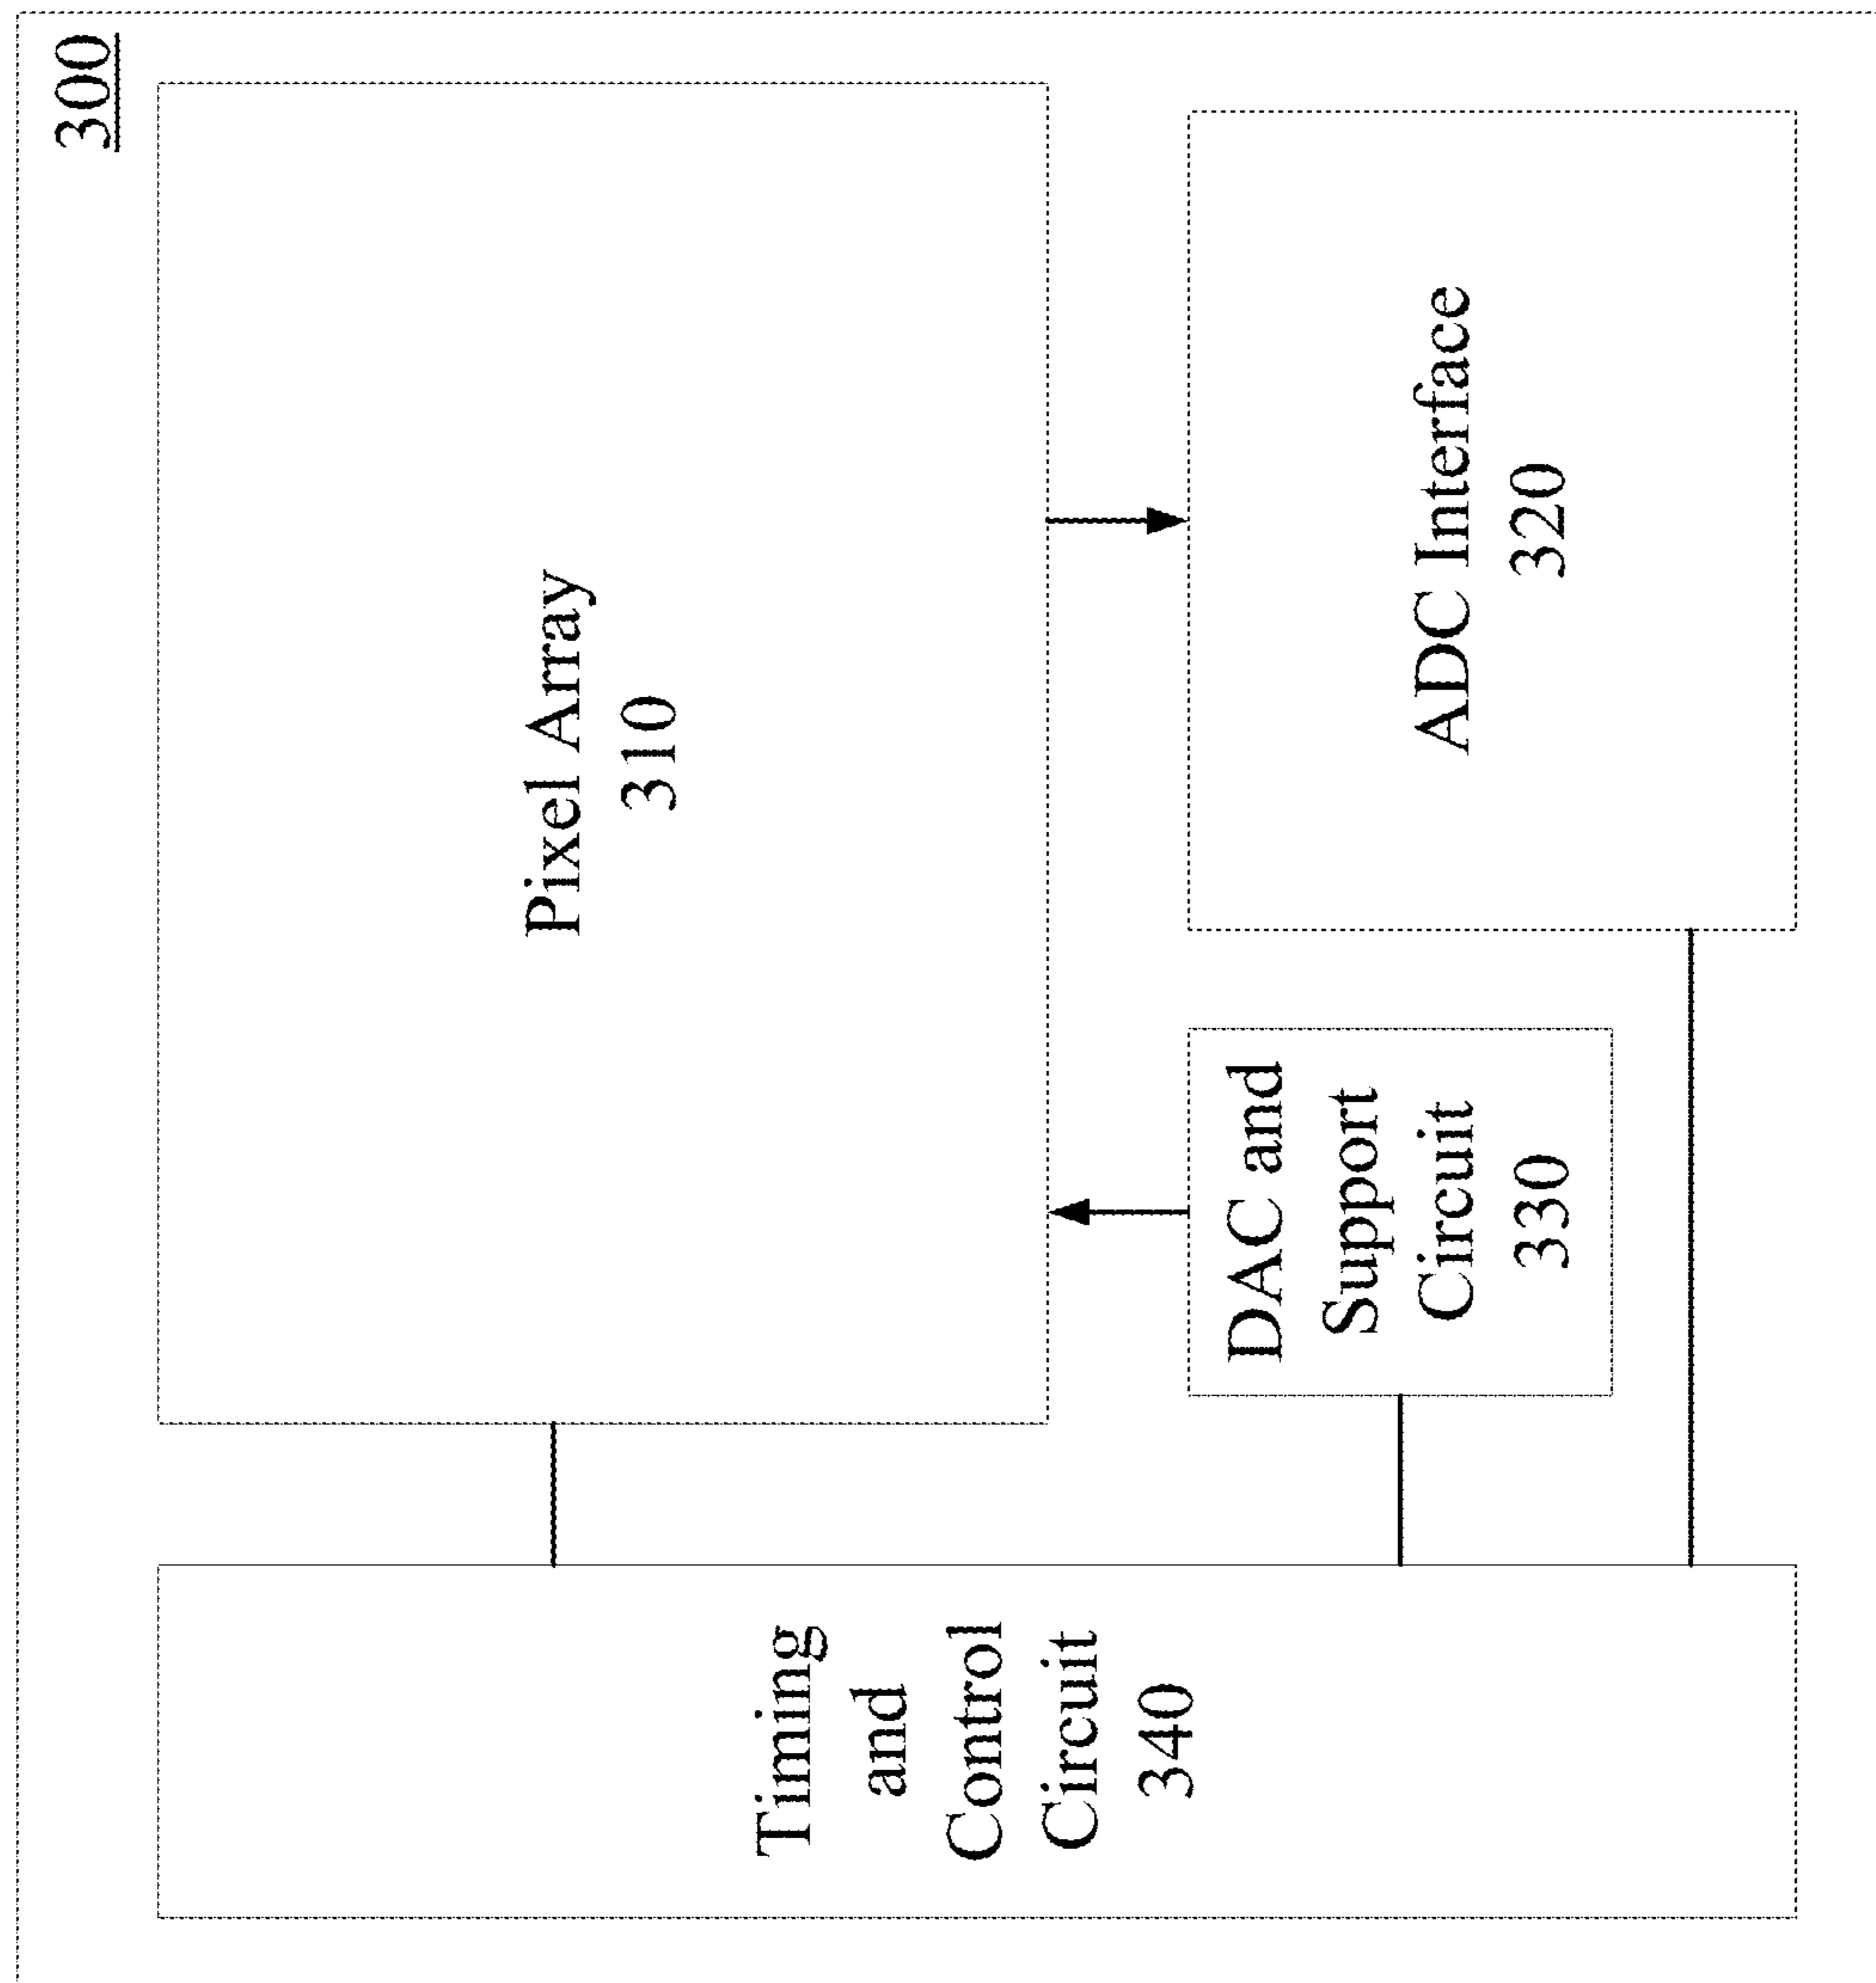 300
Pixel Array
310
ADC Interface
320
DAC and
Support
Circuit
330
Timing
and
Control
Circuit
340